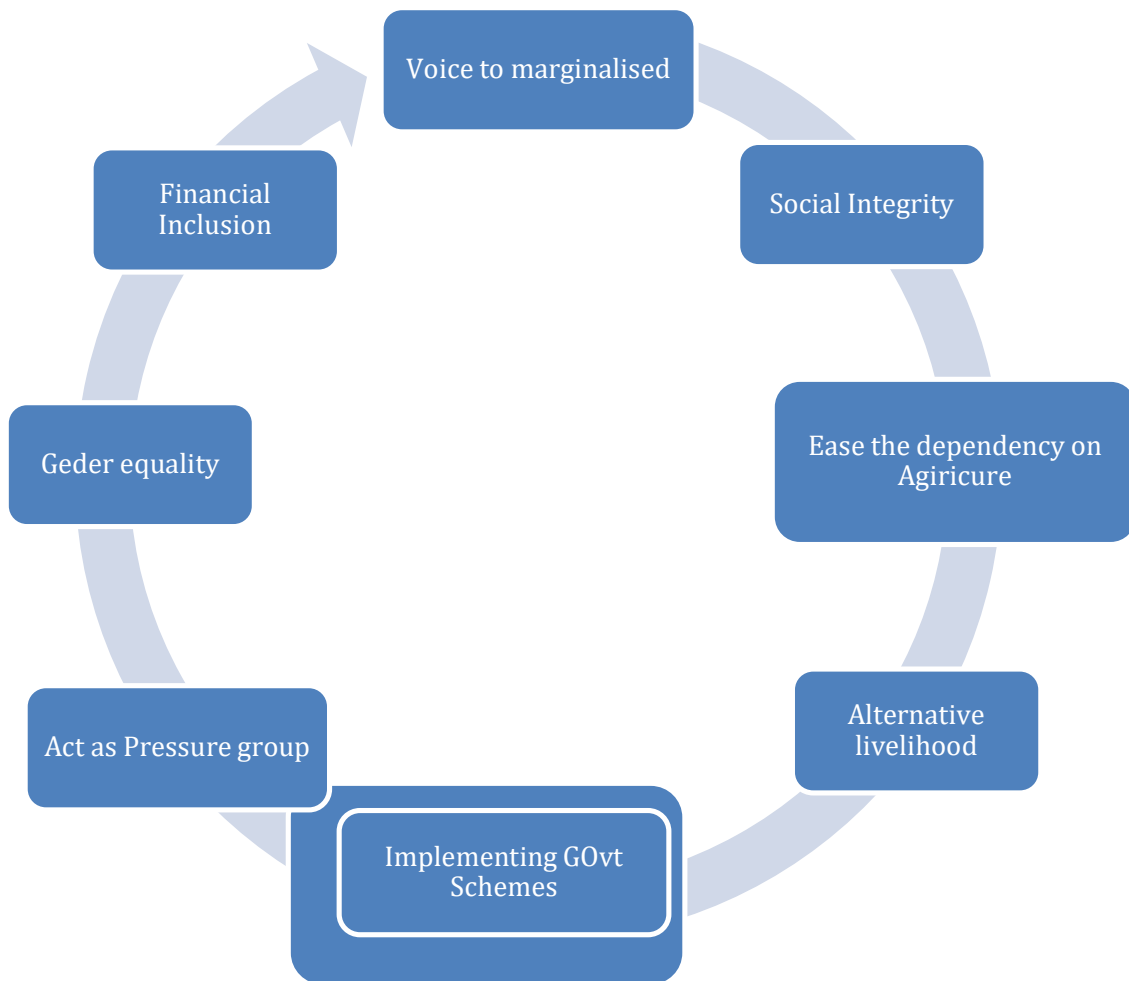 Voice to marginalised
Social Integrity
Ease the dependency on
Agiricure
Alternative
livelihood
Implementing GOvt
Schemes
Act as Pressure group
Geder equality
Financial
Inclusion